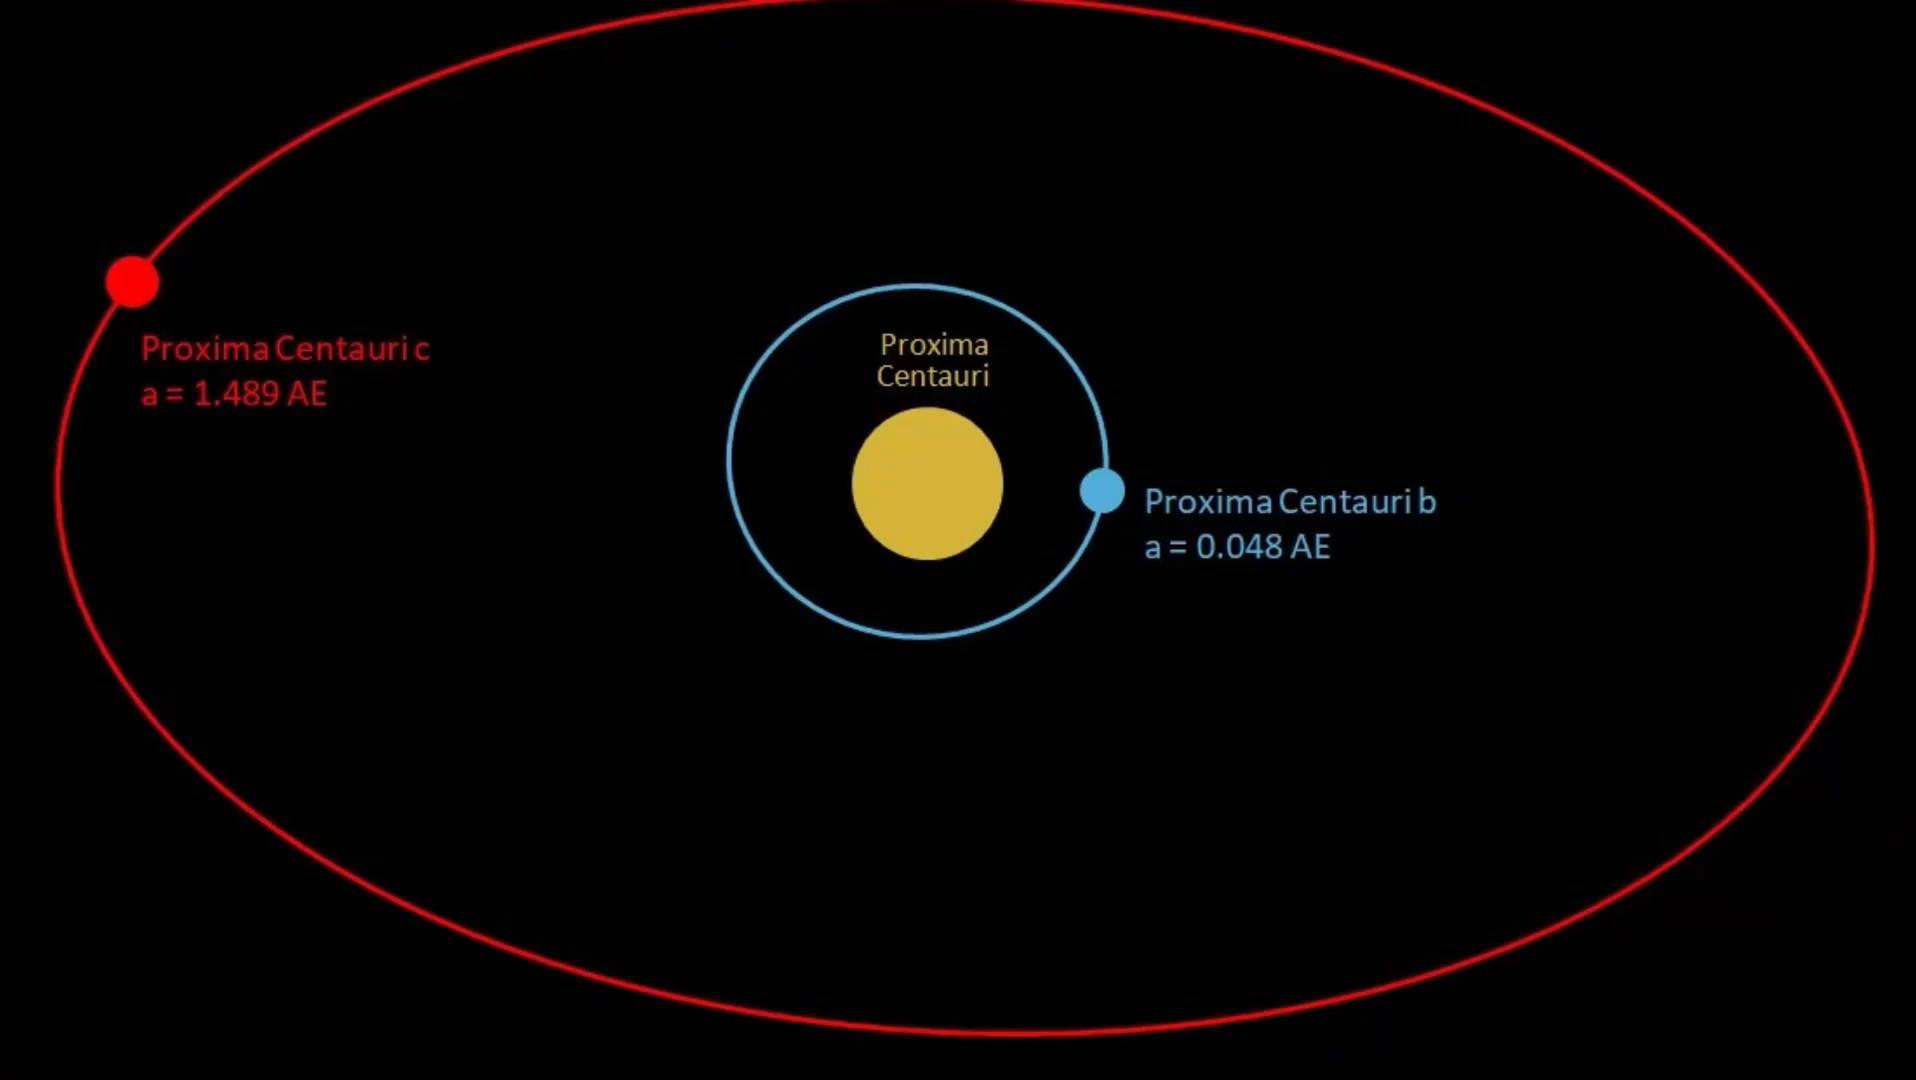 Proxima
Centauri
Proxima Centauri c
a = 1.489 AE
Proxima Centauri b
a = 0.048 AE